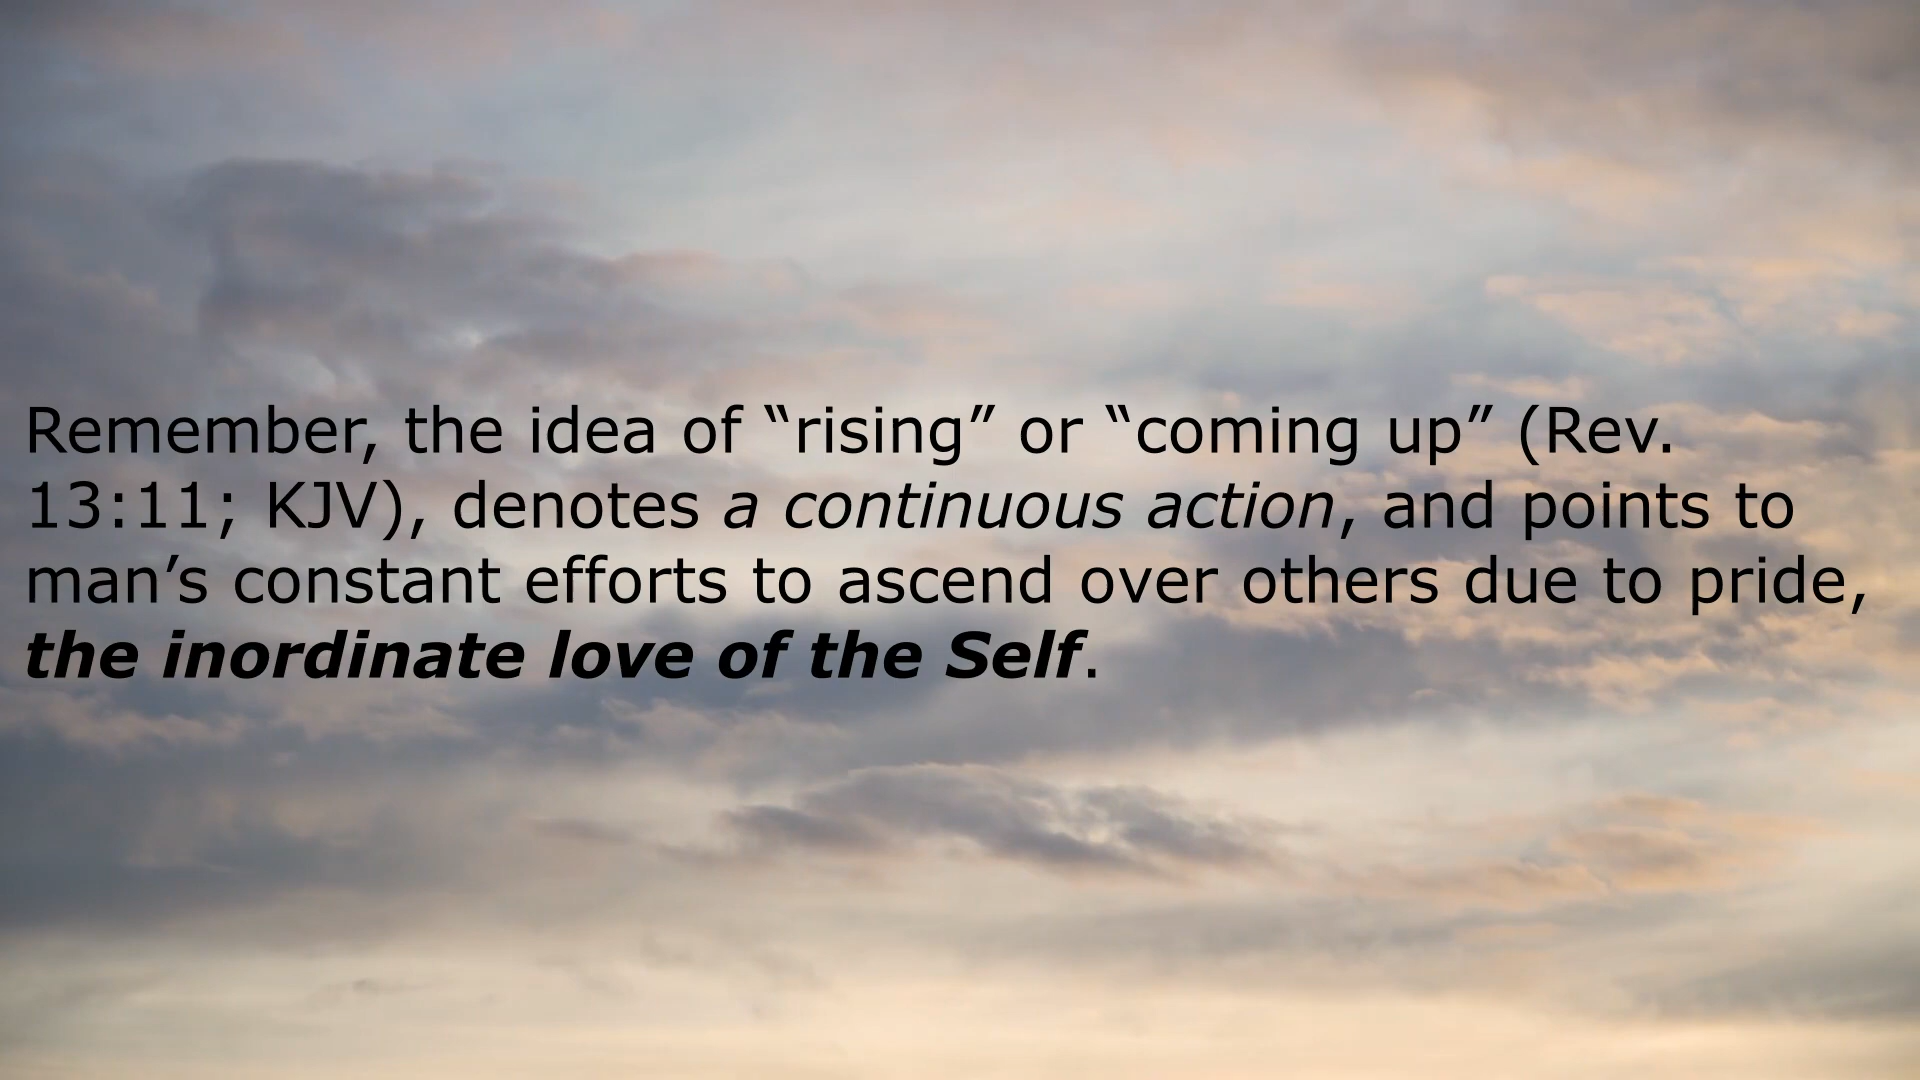 Remember, the idea of “rising” or “coming up” (Rev.
13:11; KJV), denotes a continuous action, and points to
man’s constant efforts to ascend over others due to pride,
the inordinate love of the Self.